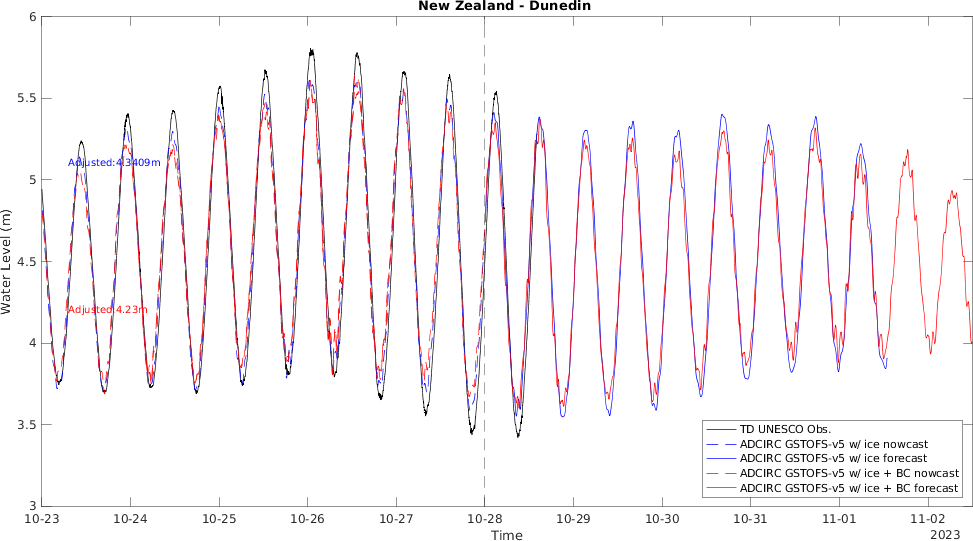 New Zealand - Dunedin
6
5.5
5
4.5
4
3.5
3
Water Level (m)
Adjusted:4.3409m
Adjusted:4.23m
TD UNESCO Obs.
ADCIRC GSTOFS-v5 w/ ice nowcast
ADCIRC GSTOFS-v5 w/ ice forecast
ADCIRC GSTOFS-v5 w/ ice + BC nowcast
ADCIRC GSTOFS-v5 w/ ice + BC forecast
10-23 10-24 10-25 10-26 10-27 10-28 10-29 10-30 10-31 11-01 11-02
Time 2023